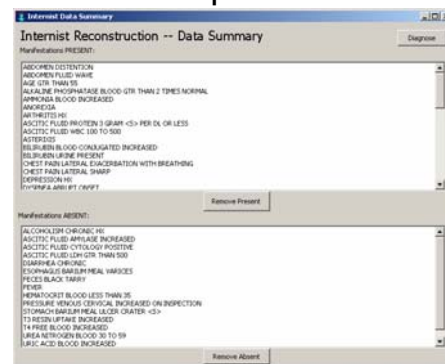 Internist Data Summary
Internist Reconstruction -- Data Summary
Diagnose
Manifestations PRESENT:
ABDOMEN DISTENTION
ABDOMEN FLUID WAVE
AGE GTR THAN 55
ALKALINE PHOSPHATASE BLOOD GTR THAN 2 TIMES NORMAL
AMMONIA BLOOD INCREASED
ANOREXIA
ARTHRITIS HX
ASCITIC FLUID PROTEIN 3 GRAM <S> PER DL OR LESS
ASCITIC FLUID WBC 100 TO 500
ASTERIXIS
BILIRUBIN BLOOD CONJUGATED INCREASED
BILIRUBIN URINE PRESENT
CHEST PAIN LATERAL EXACERBATION WITH BREATHING
CHEST PAIN LATERAL SHARP
DEPRESSION HX
DYSPNEA ABRUPT ONSET
Remove Present
Manifestations ABSENT:
ALCOHOLISM CHRONIC HX
ASCITIC FLUID AMYLASE INCREASED
ASCITIC FLUID CYTOLOGY POSITIVE
ASCITIC FLUID LDH GTR THAN 500
DIARRHEA CHRONIC
ESOPHAGUS BARIUM MEAL VARICES
FECES BLACK TARRY
FEVER
HEMATOCRIT BLOOD LESS THAN 35
PRESSURE VENOUS CERVICAL INCREASED ON INSPECTION
STOMACH BARIUM MEAL ULCER CRATER <S>
T3 RESIN UPTAKE INCREASED
T4 FREE BLOOD INCREASED
UREA NITROGEN BLOOD 30 TO 59
URIC ACID BLOOD INCREASED
Remove Absent